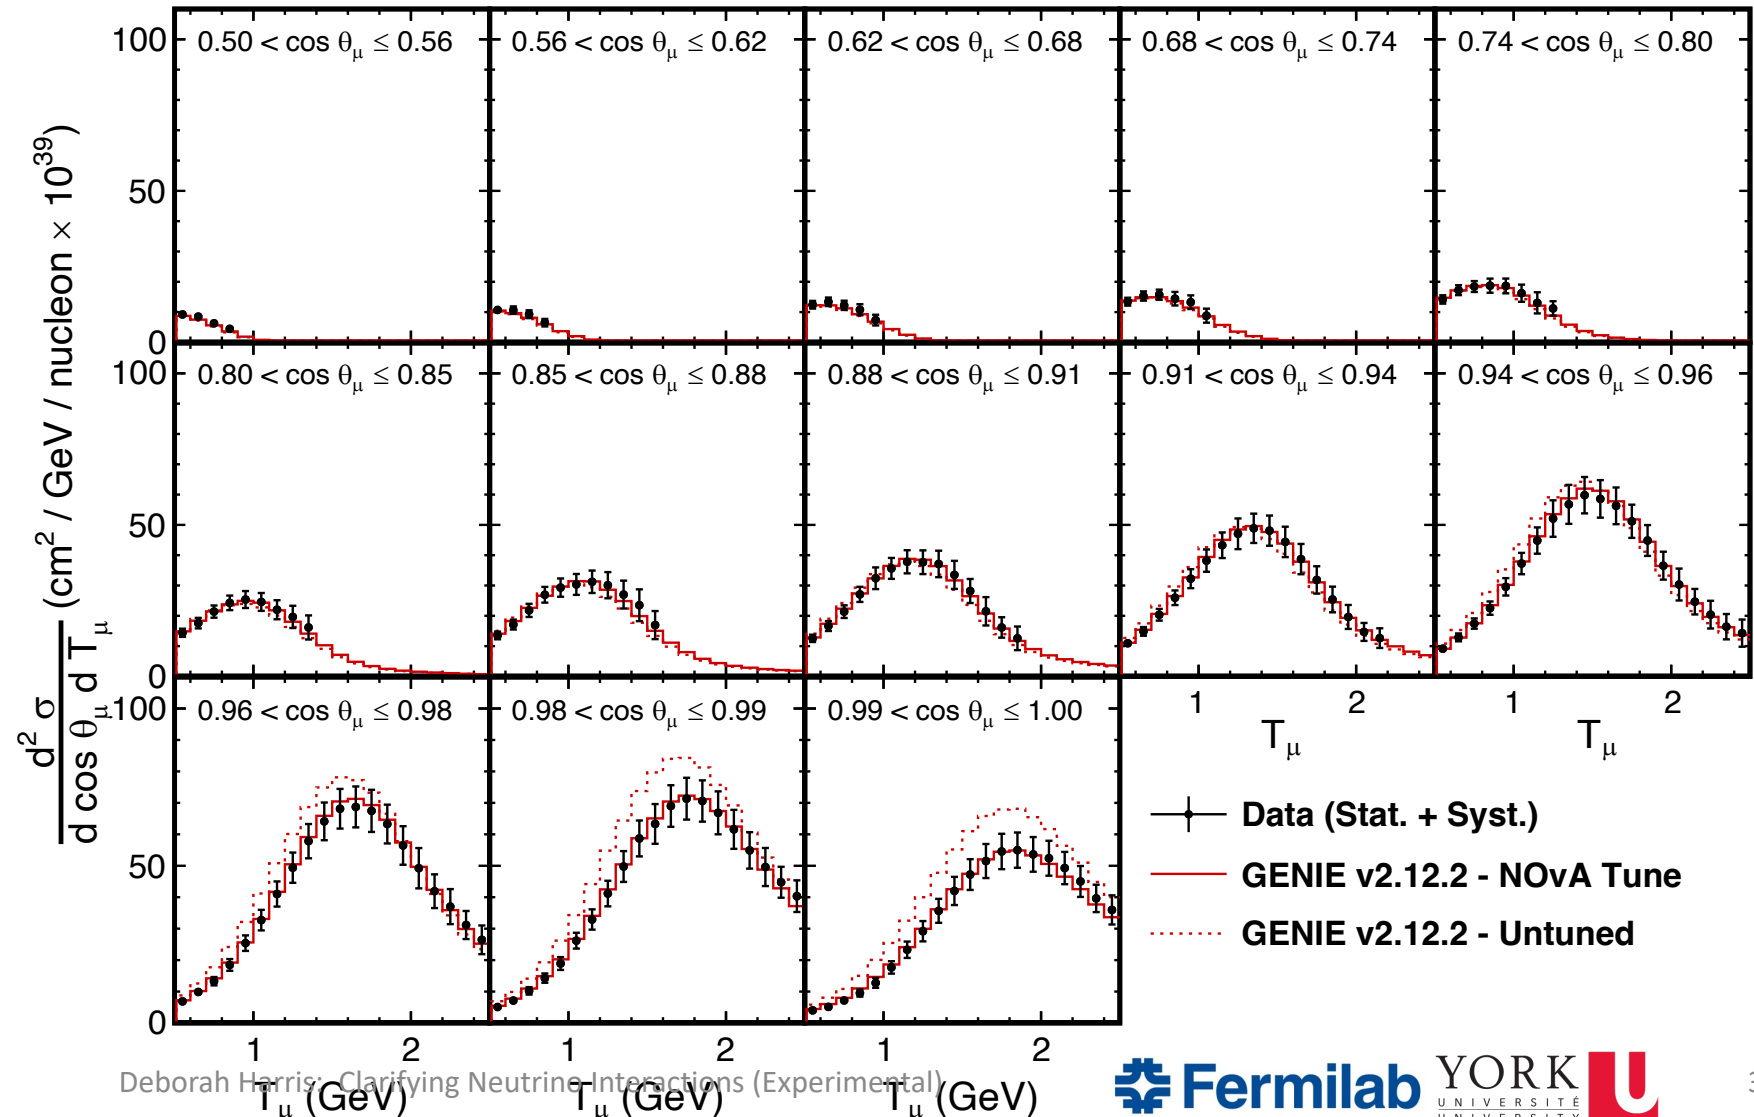 0.50 < cos θμ ≤ 0.56
0.56 < cos θμ ≤ 0.62
0.62 < cos θμ ≤ 0.68
0.68 < cos θμ ≤ 0.74
0.74 < cos θμ ≤ 0.80
100
50
0
0.80 < cos θμ ≤ 0.85
0.85 < cos θμ ≤ 0.88
0.88 < cos θμ ≤ 0.91
0.91 < cos θμ ≤ 0.94
0.94 < cos θμ ≤ 0.96
100
50
0
1 2
1 2
Tμ
Tμ
0.96 < cos θμ ≤ 0.98
0.98 < cos θμ ≤ 0.99
0.99 < cos θμ ≤ 1.00
100
50
0
1 2
1 2
1 2
Tμ (GeV)
Tμ (GeV)
Tμ (GeV)
d² σ
d cos θμ d Tμ
(cm² / GeV / nucleon × 10³⁹)
Data (Stat. + Syst.)
GENIE v2.12.2 - NOvA Tune
GENIE v2.12.2 - Untuned
Deborah Harris: Clarifying Neutrino Interactions (Experimental)
Fermilab
YORK
UNIVERSITÉ
UNIVERSITY
U
3